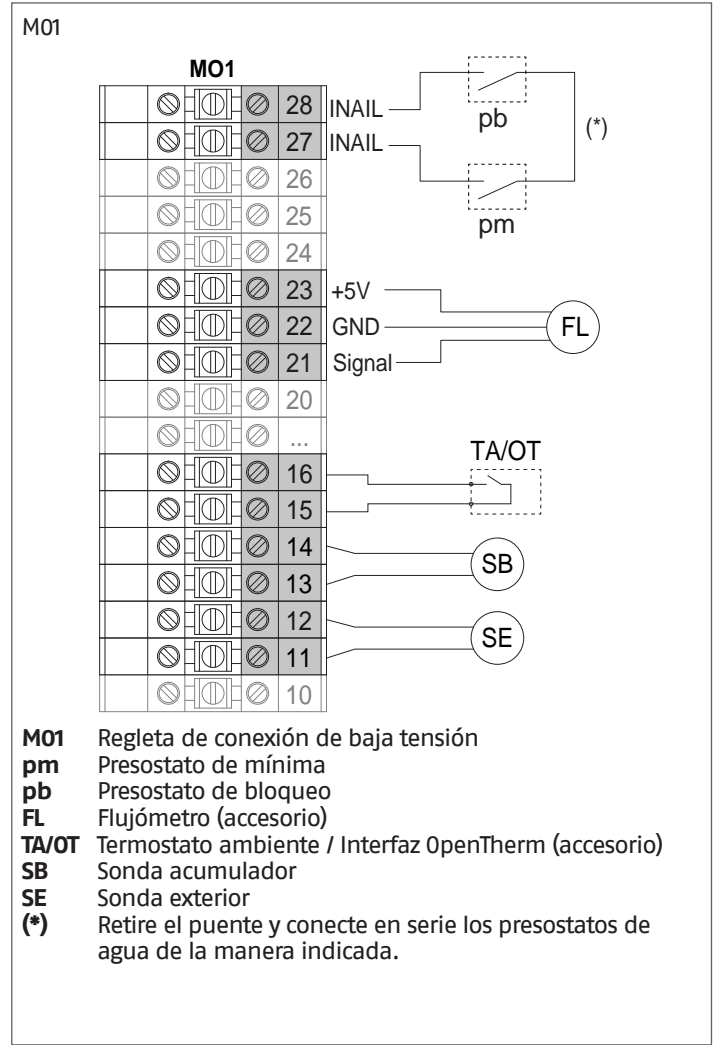 M01
MO1
28 INAIL
27 INAIL
pb
(*)
pm
26
25
24
23 +5V
22 GND
21 Signal
FL
20
...
TA/OT
16
15
14
13
SB
12
11
SE
10
M01 Regleta de conexión de baja tensión
pm Presostato de mínima
pb Presostato de bloqueo
FL Flujómetro (accesorio)
TA/OT Termostato ambiente / Interfaz 0penTherm (accesorio)
SB Sonda acumulador
SE Sonda exterior
(*) Retire el puente y conecte en serie los presostatos de
agua de la manera indicada.